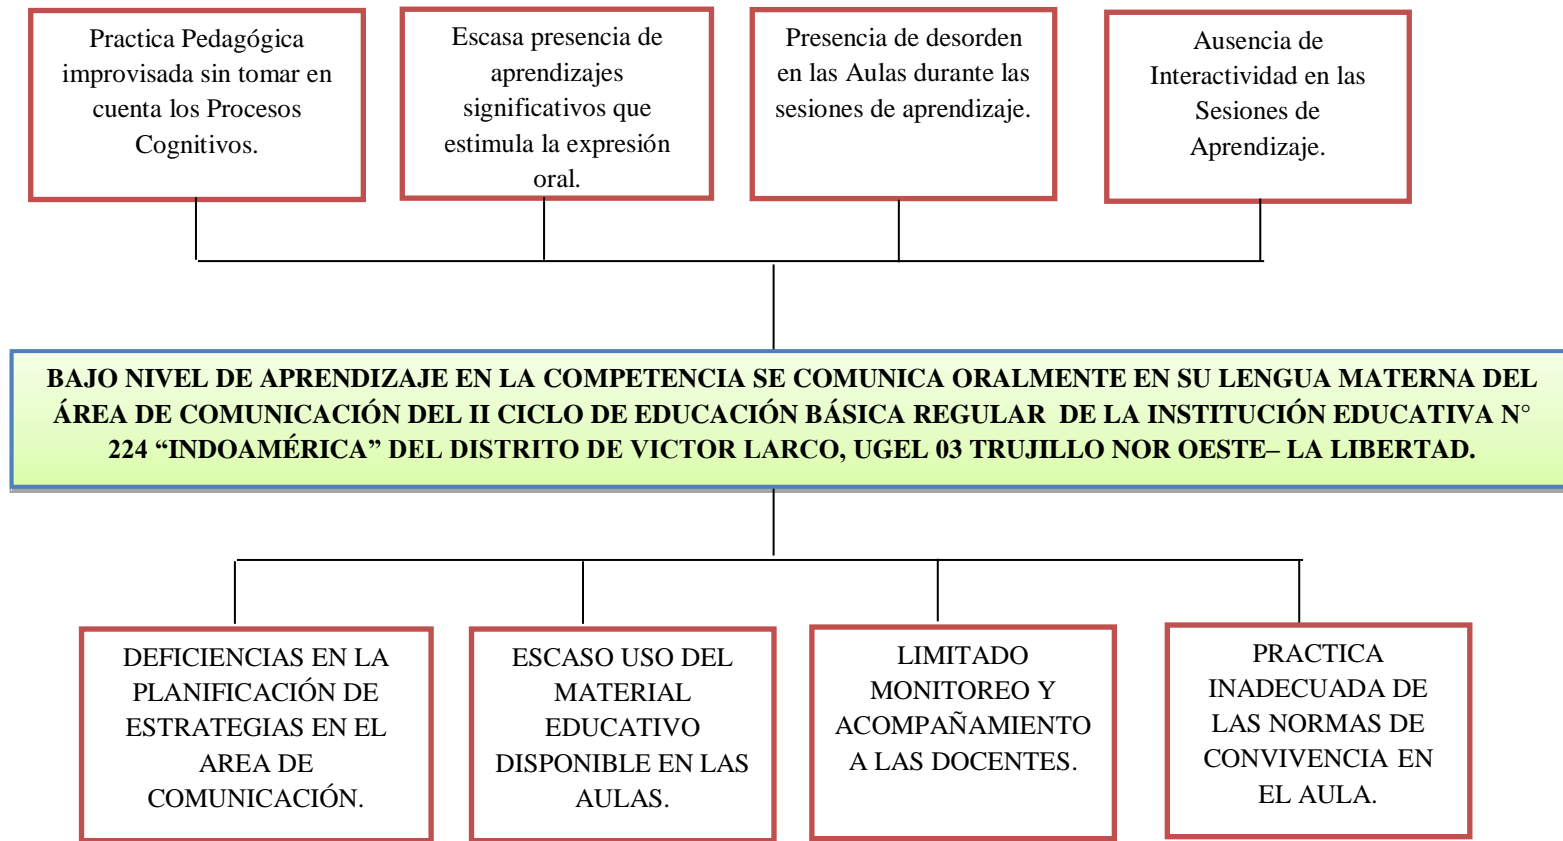 Practica Pedagógica
improvisada sin tomar en
cuenta los Procesos
Cognitivos.
Escasa presencia de
aprendizajes
significativos que
estimula la expresión
oral.
Presencia de desorden
en las Aulas durante las
sesiones de aprendizaje.
Ausencia de
Interactividad en las
Sesiones de
Aprendizaje.
BAJO NIVEL DE APRENDIZAJE EN LA COMPETENCIA SE COMUNICA ORALMENTE EN SU LENGUA MATERNA DEL
ÁREA DE COMUNICACIÓN DEL II CICLO DE EDUCACIÓN BÁSICA REGULAR DE LA INSTITUCIÓN EDUCATIVA N°
224 “INDOAMÉRICA” DEL DISTRITO DE VICTOR LARCO, UGEL 03 TRUJILLO NOR OESTE– LA LIBERTAD.
DEFICIENCIAS EN LA
PLANIFICACIÓN DE
ESTRATEGIAS EN EL
AREA DE
COMUNICACIÓN.
ESCASO USO DEL
MATERIAL
EDUCATIVO
DISPONIBLE EN LAS
AULAS.
LIMITADO
MONITOREO Y
ACOMPAÑAMIENTO
A LAS DOCENTES.
PRACTICA
INADECUADA DE
LAS NORMAS DE
CONVIVENCIA EN
EL AULA.